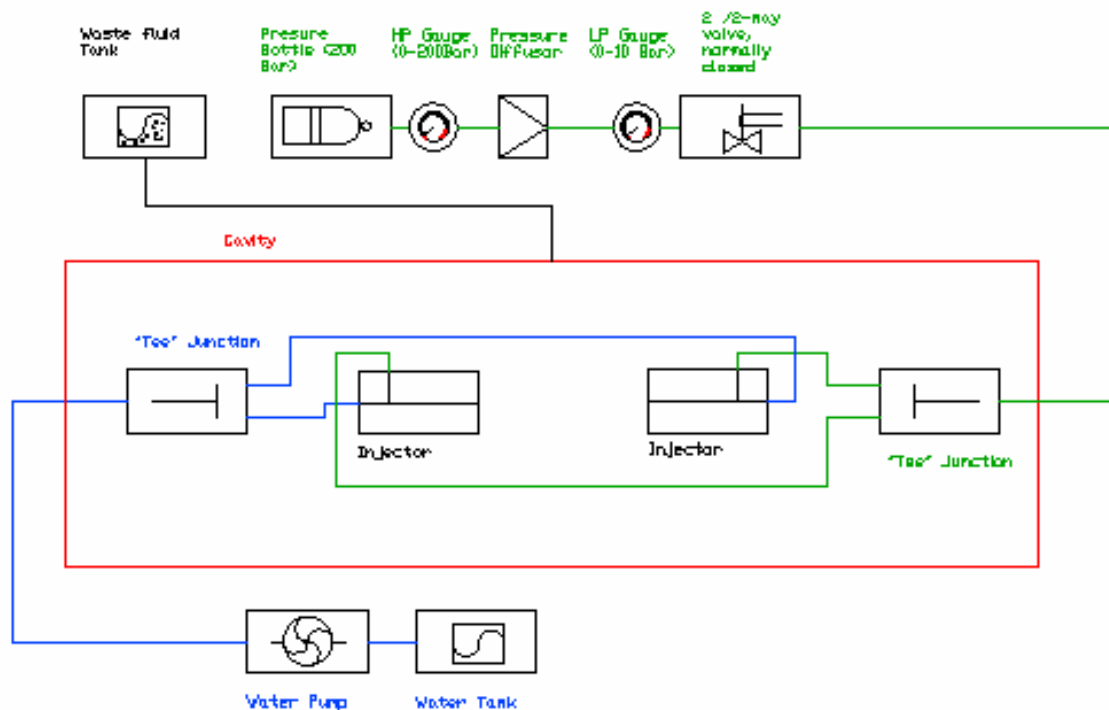 Waste fluid
Tank
Presure
Bottle (200
Bar)
HP Gauge
(0-200Bar)
Pressure
Diffusor
LP Gauge
(0-10 Bar)
2 /2-way
valve,
normally
closed
Cavity
"Tee" Junction
Injector
Injector
"Tee" Junction
Water Pump
Water Tank